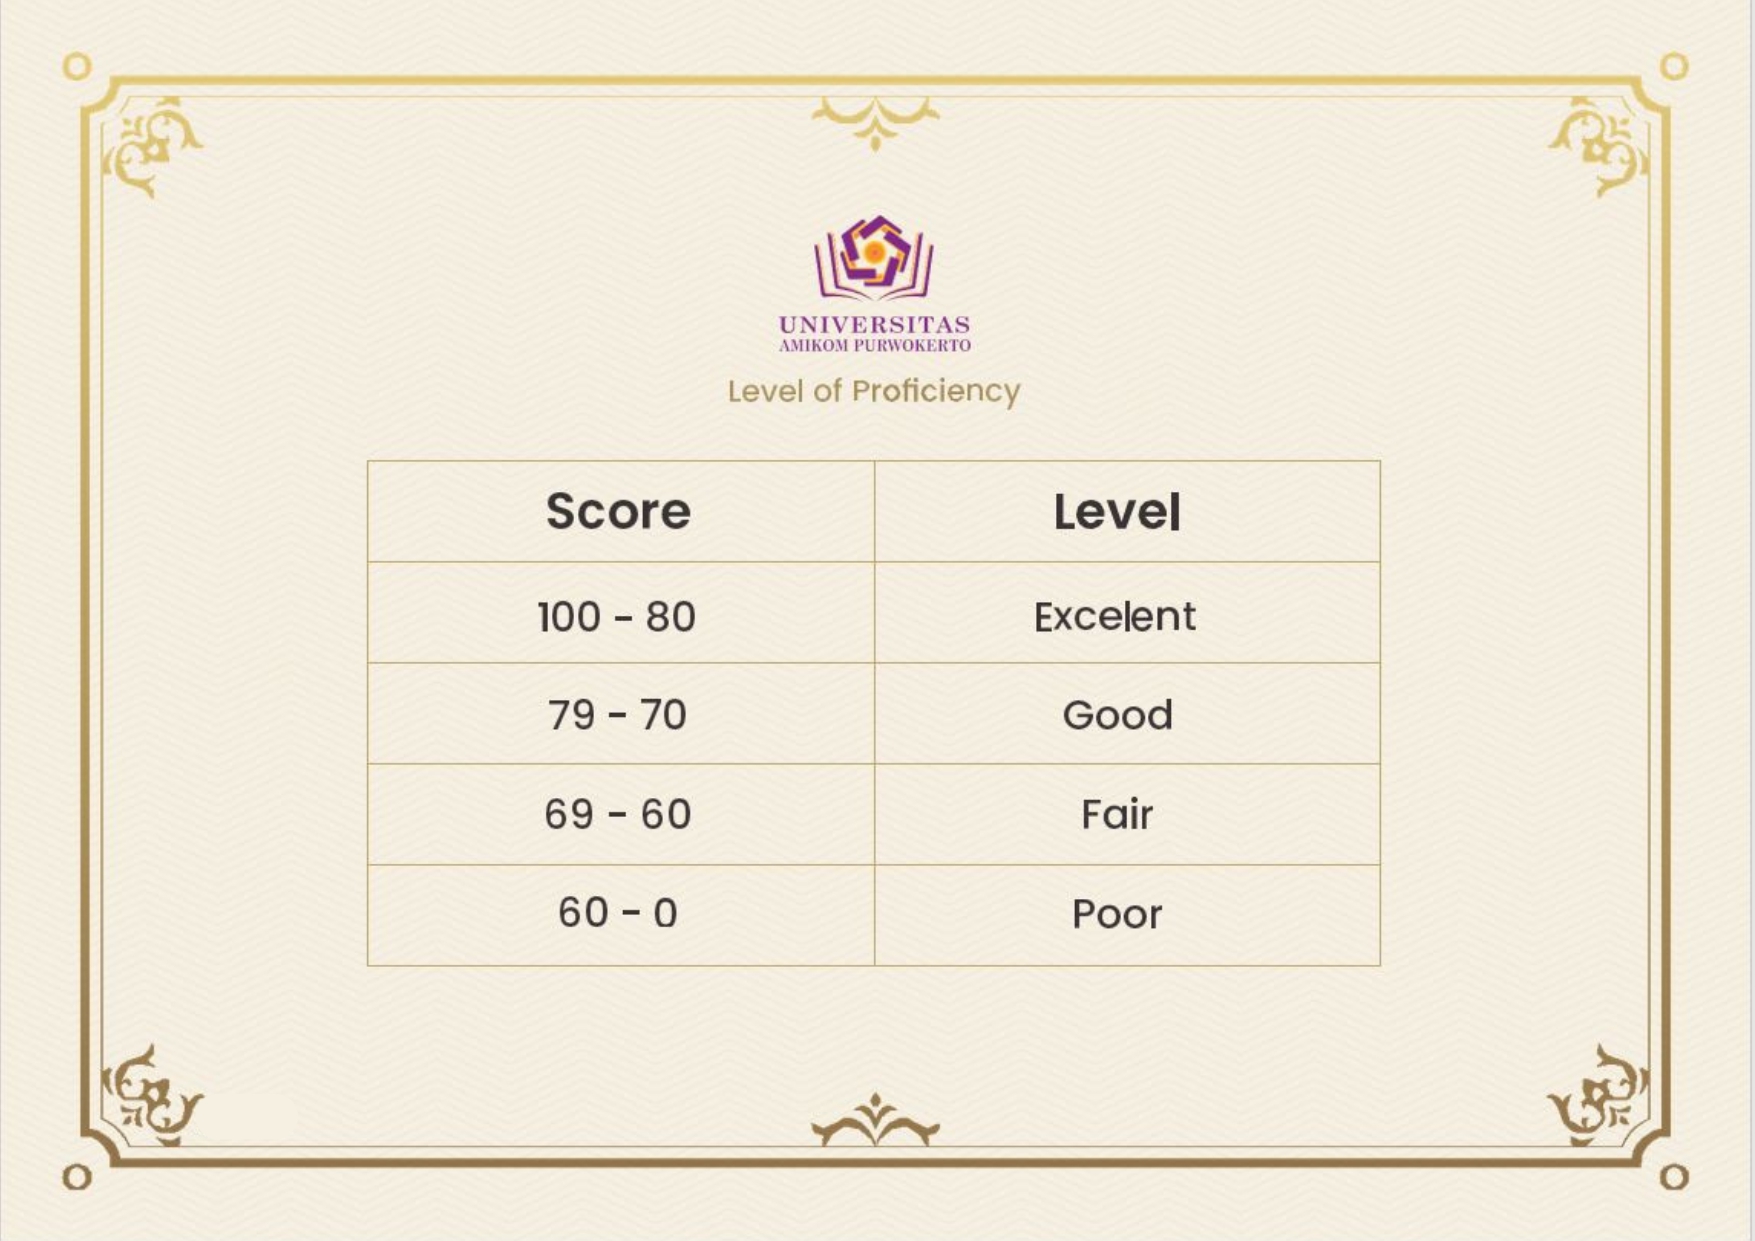 UNIVERSITAS
AMIKOM PURWOKERTO
Level of Proficiency
Score Level
100 - 80 Excelent
79 - 70 Good
69 - 60 Fair
60 - 0 Poor